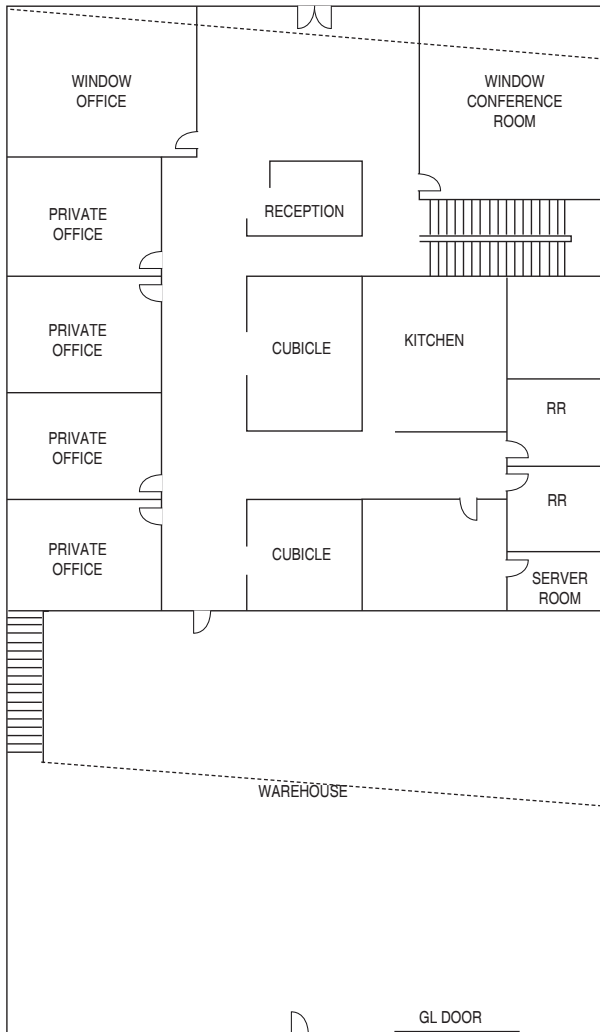 WINDOW
OFFICE
WINDOW
CONFERENCE
ROOM
PRIVATE
OFFICE
RECEPTION
PRIVATE
OFFICE
CUBICLE
KITCHEN
RR
PRIVATE
OFFICE
RR
PRIVATE
OFFICE
CUBICLE
SERVER
ROOM
WAREHOUSE
GL DOOR